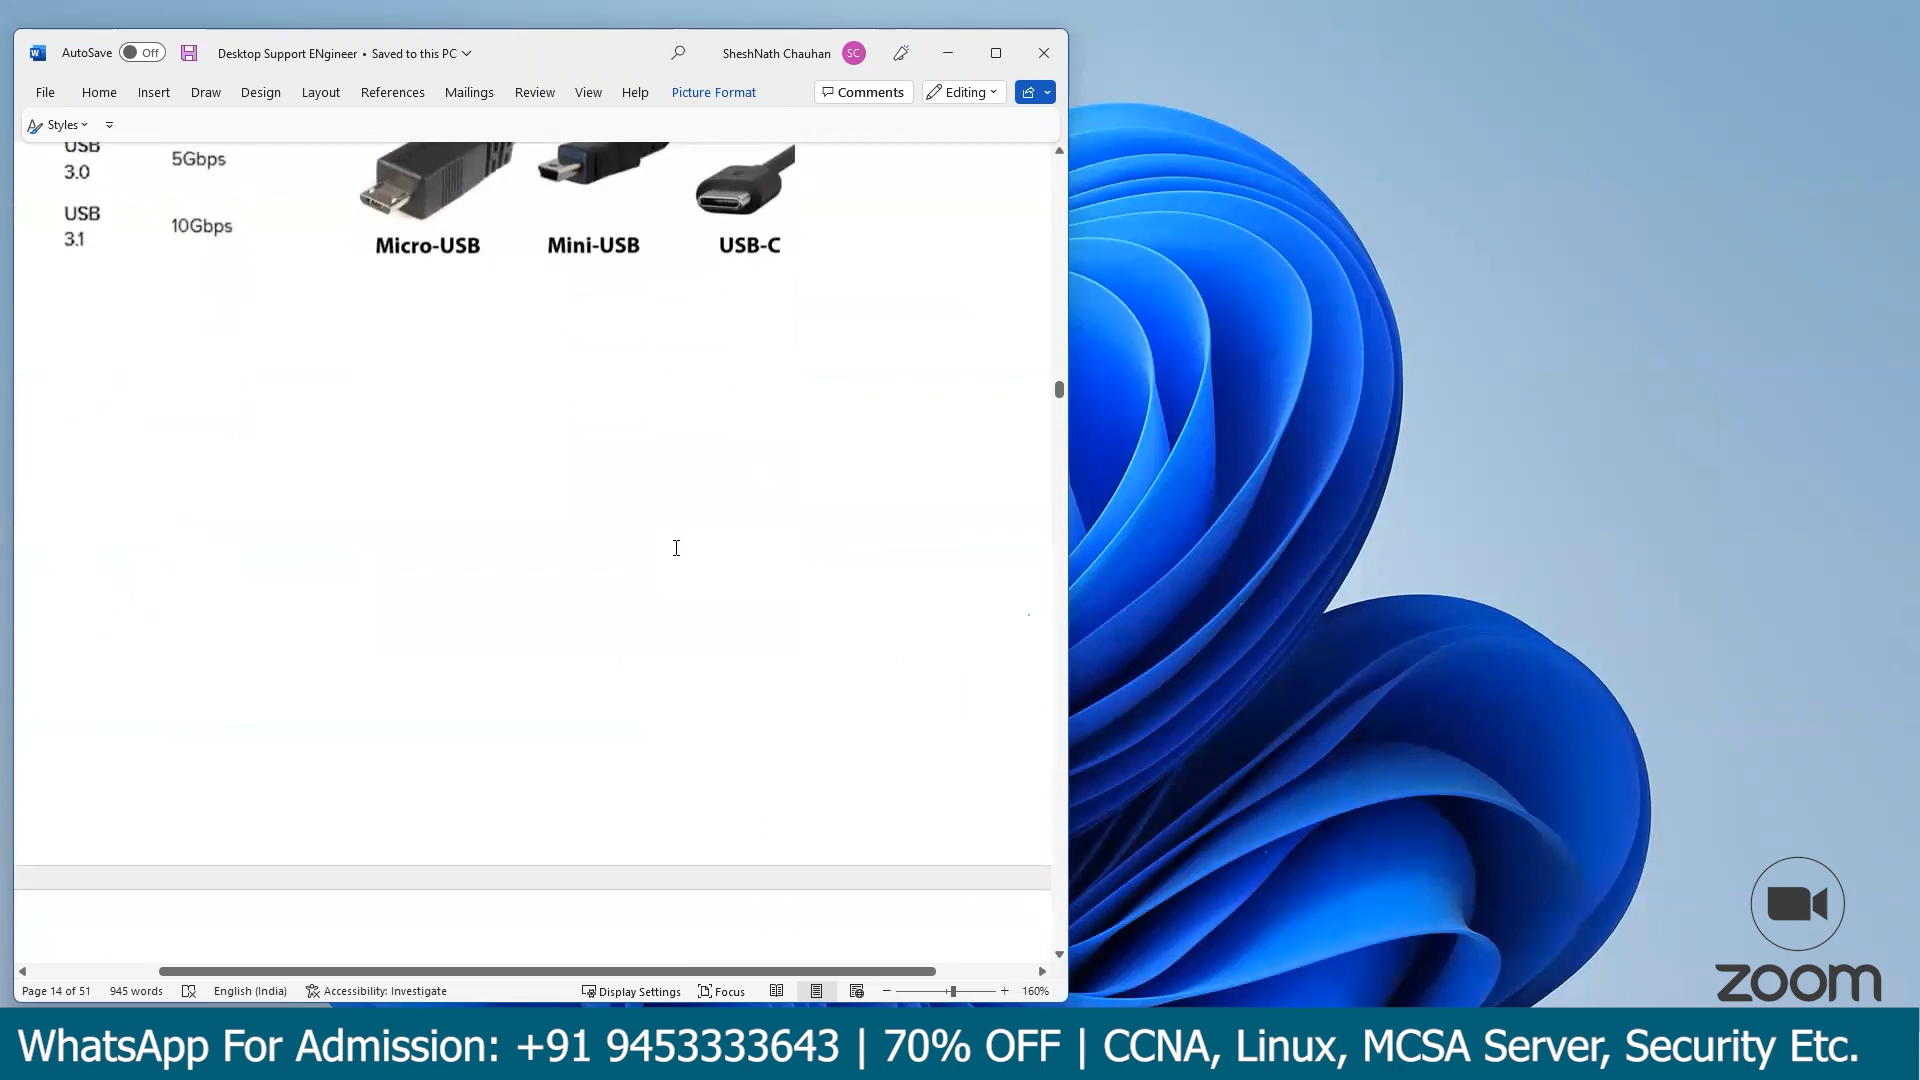 AutoSave Off Desktop Support ENgineer • Saved to this PC SheshNath Chauhan SC
File Home Insert Draw Design Layout References Mailings Review View Help Picture Format Comments Editing
Styles
USB 3.0 5Gbps
USB 3.1 10Gbps
Micro-USB Mini-USB USB-C
Page 14 of 51 945 words English (India) Accessibility: Investigate Display Settings Focus 160%
zoom
WhatsApp For Admission: +91 9453333643 | 70% OFF | CCNA, Linux, MCSA Server, Security Etc.